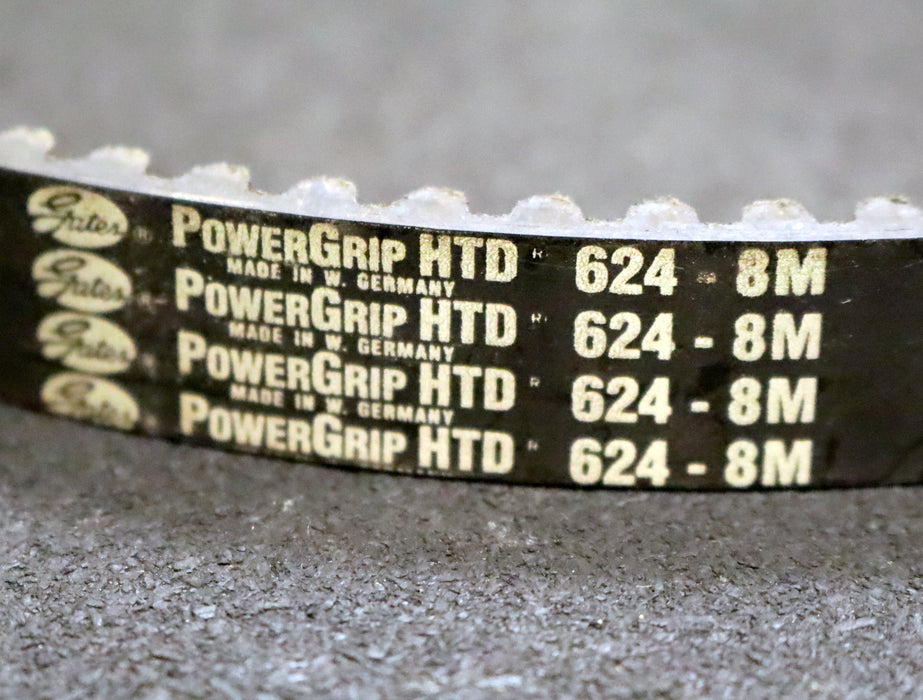 Gates ® PowerGrip HTD ® 624 - 8M
MADE IN W. GERMANY
Gates ® PowerGrip HTD ® 624 - 8M
MADE IN W. GERMANY
Gates ® PowerGrip HTD ® 624 - 8M
MADE IN W. GERMANY
Gates PowerGrip HTD ® 624 - 8M